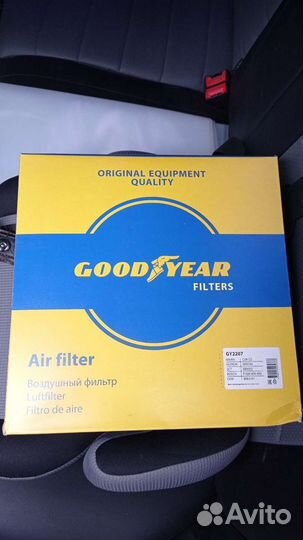 ORIGINAL EQUIPMENT
QUALITY
GOODYEAR
FILTERS
Air filter
Воздушный фильтр
Luftfilter
Filtro de aire
GY2207
Avito